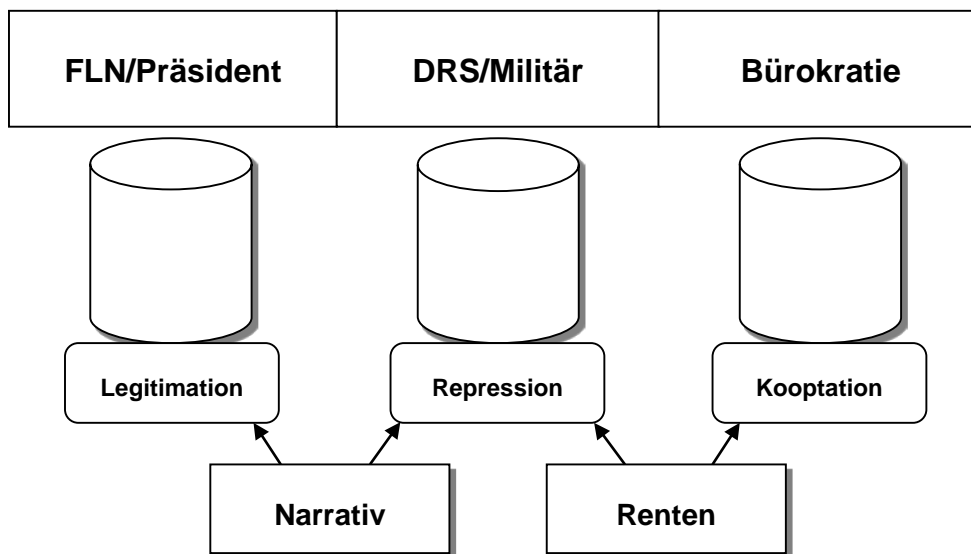 FLN/Präsident
DRS/Militär
Bürokratie
Legitimation
Repression
Kooptation
Narrativ
Renten